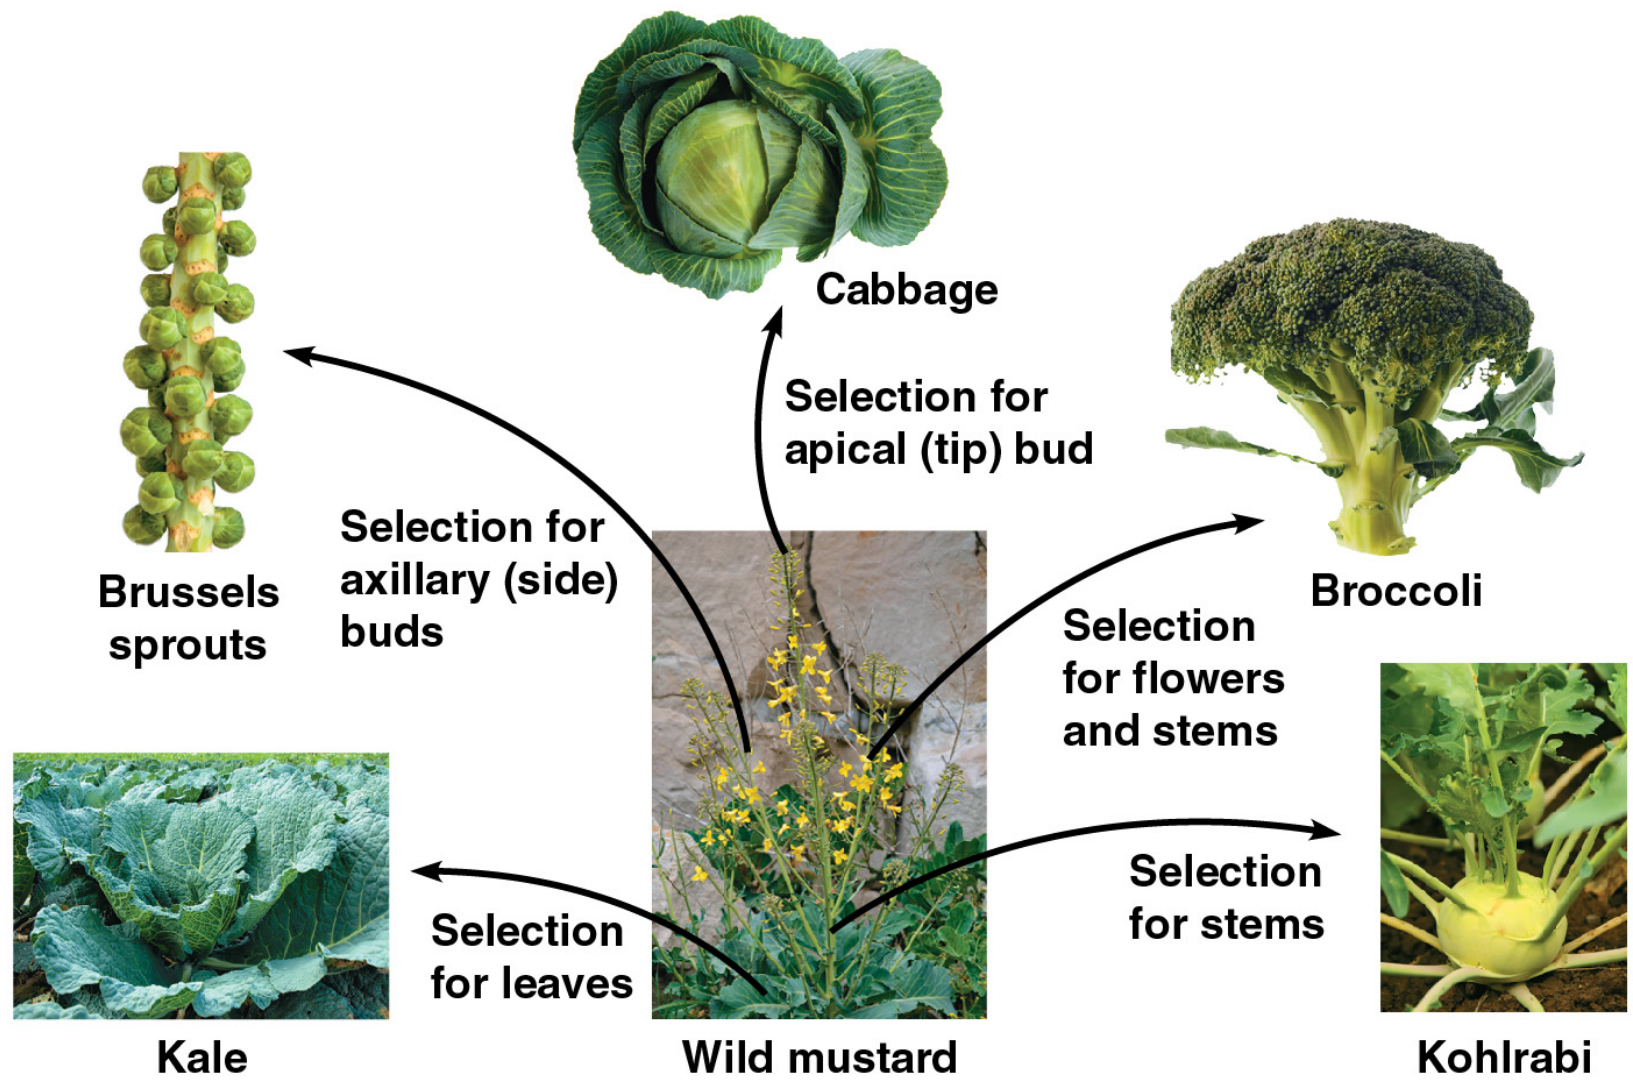 Cabbage
Selection for
apical (tip) bud
Brussels
sprouts
Selection for
axillary (side)
buds
Broccoli
Selection
for flowers
and stems
Selection
for stems
Selection
for leaves
Kale
Wild mustard
Kohlrabi